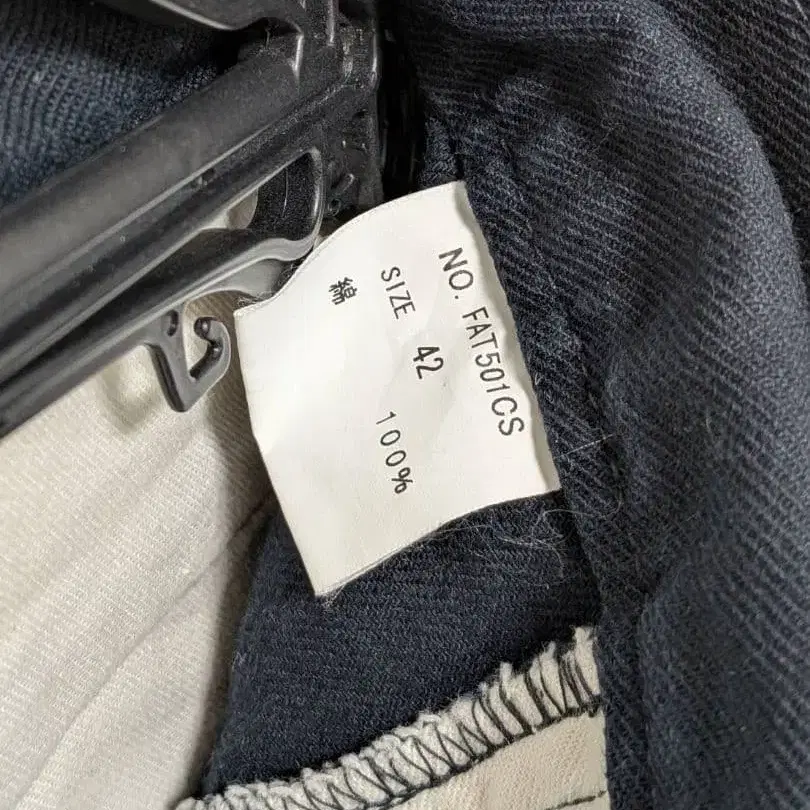 NO. FAT501CS
SIZE 42
綿 100%